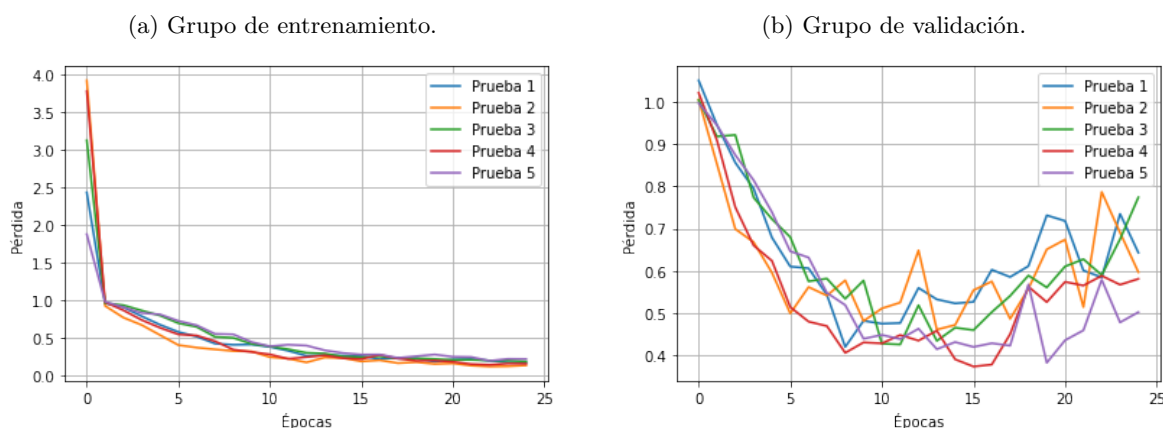 (a) Grupo de entrenamiento.
4.0
3.5
3.0
2.5
2.0
1.5
1.0
0.5
0.0
Pérdida
0
5
10
15
20
25
Épocas
Prueba 1
Prueba 2
Prueba 3
Prueba 4
Prueba 5
(b) Grupo de validación.
1.0
0.9
0.8
0.7
0.6
0.5
0.4
Pérdida
0
5
10
15
20
25
Épocas
Prueba 1
Prueba 2
Prueba 3
Prueba 4
Prueba 5